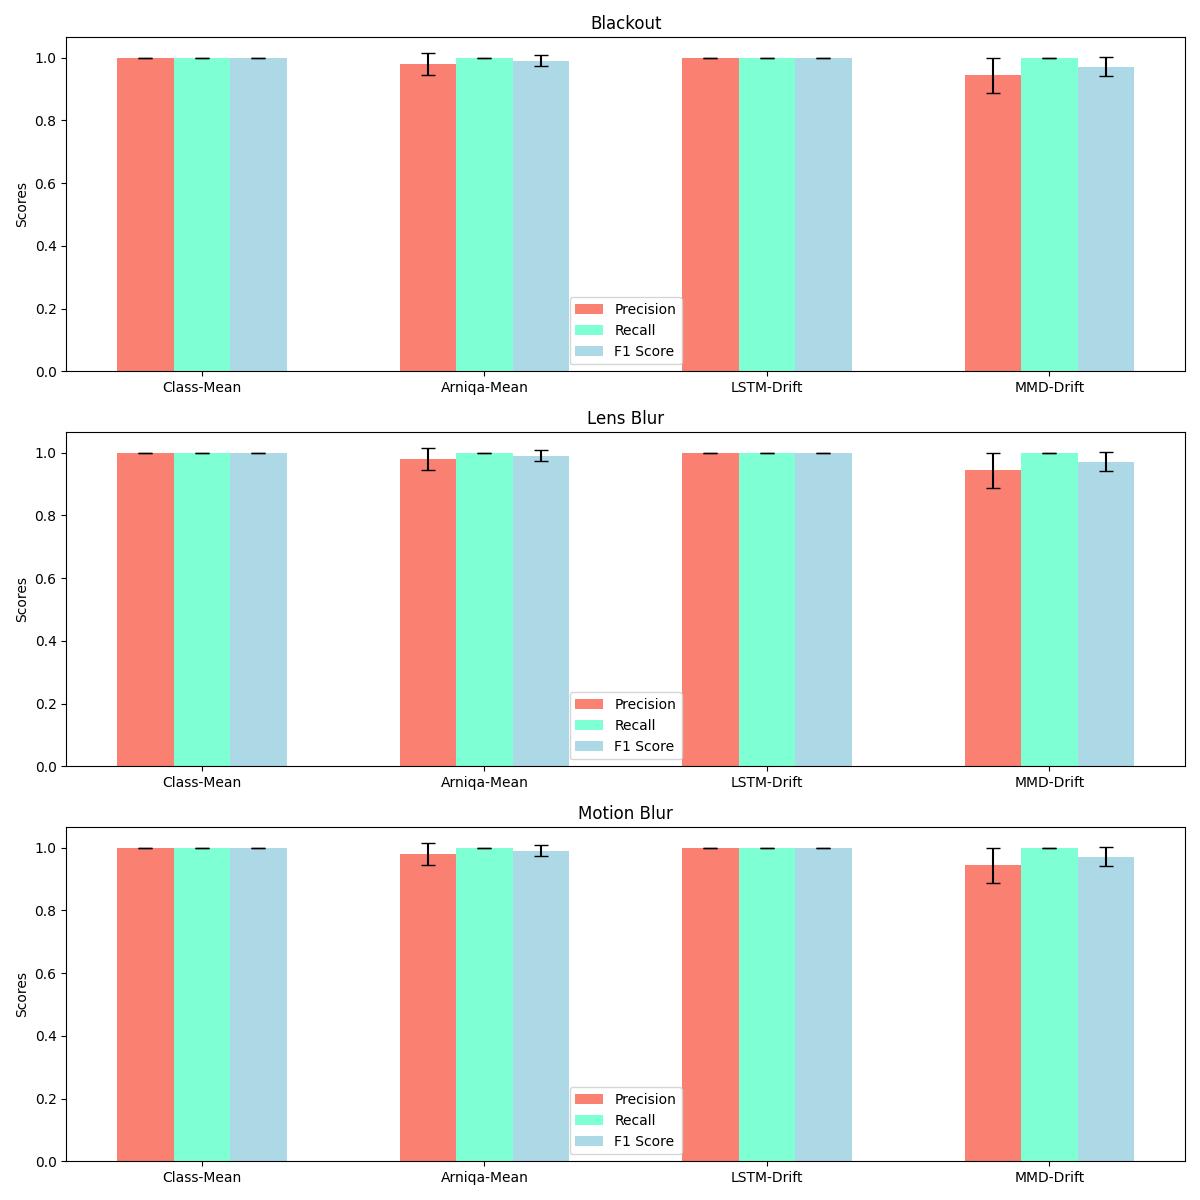 Blackout
1.0
0.8
0.6
0.4
0.2
0.0
Scores
Precision
Recall
F1 Score
Class-Mean Arniqa-Mean LSTM-Drift MMD-Drift
Lens Blur
1.0
0.8
0.6
0.4
0.2
0.0
Scores
Precision
Recall
F1 Score
Class-Mean Arniqa-Mean LSTM-Drift MMD-Drift
Motion Blur
1.0
0.8
0.6
0.4
0.2
0.0
Scores
Precision
Recall
F1 Score
Class-Mean Arniqa-Mean LSTM-Drift MMD-Drift